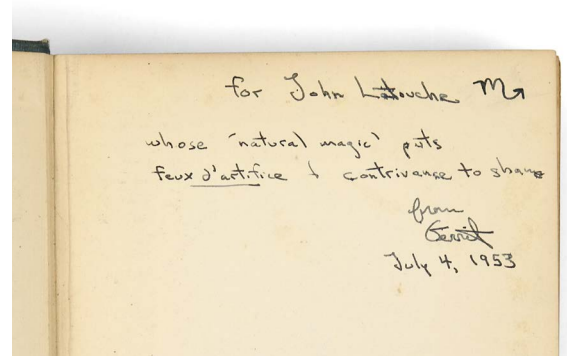 for John Latouche ♏
whose 'natural magic' puts
feux d'artifice & contrivance to shame
from
Gerrit
July 4, 1953